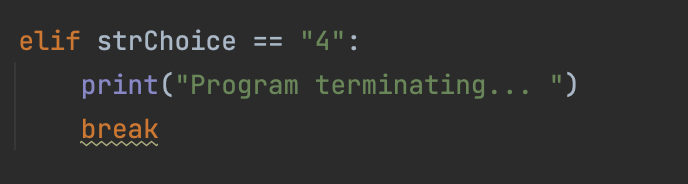 elif strChoice == "4":
    print("Program terminating... ")
    break